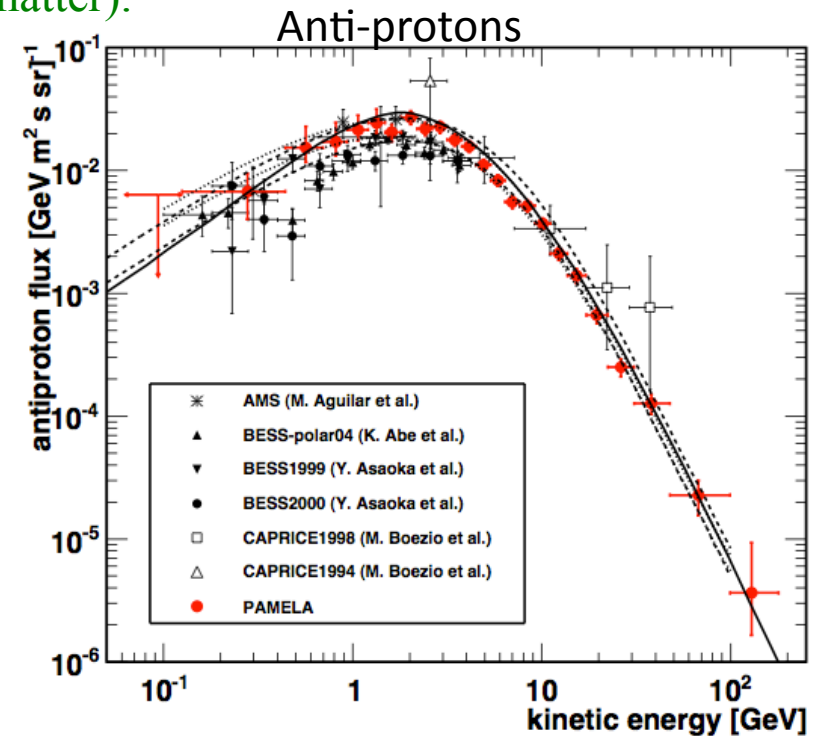 matter).
Anti-protons
antiproton flux [GeV m² s sr]⁻¹
10⁻¹
10⁻²
10⁻³
10⁻⁴
10⁻⁵
10⁻⁶
AMS (M. Aguilar et al.)
BESS-polar04 (K. Abe et al.)
BESS1999 (Y. Asaoka et al.)
BESS2000 (Y. Asaoka et al.)
CAPRICE1998 (M. Boezio et al.)
CAPRICE1994 (M. Boezio et al.)
PAMELA
10⁻¹ 1 10 10²
kinetic energy [GeV]